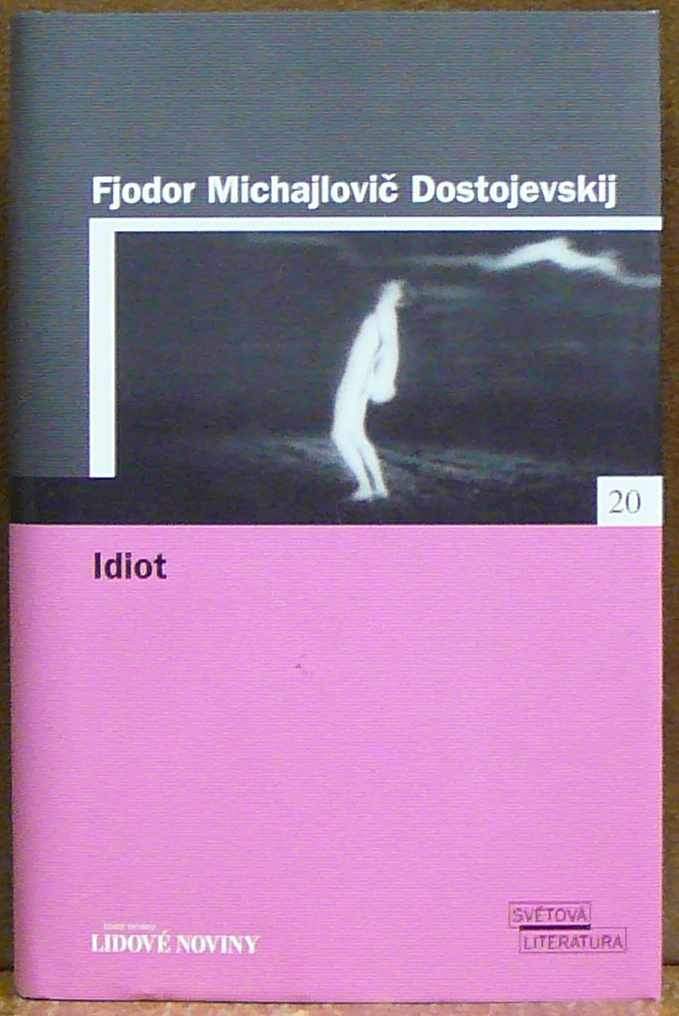 Fjodor Michajlovič Dostojevskij
20
Idiot
LIDOVÉ NOVINY
SVĚTOVÁ
LITERATURA